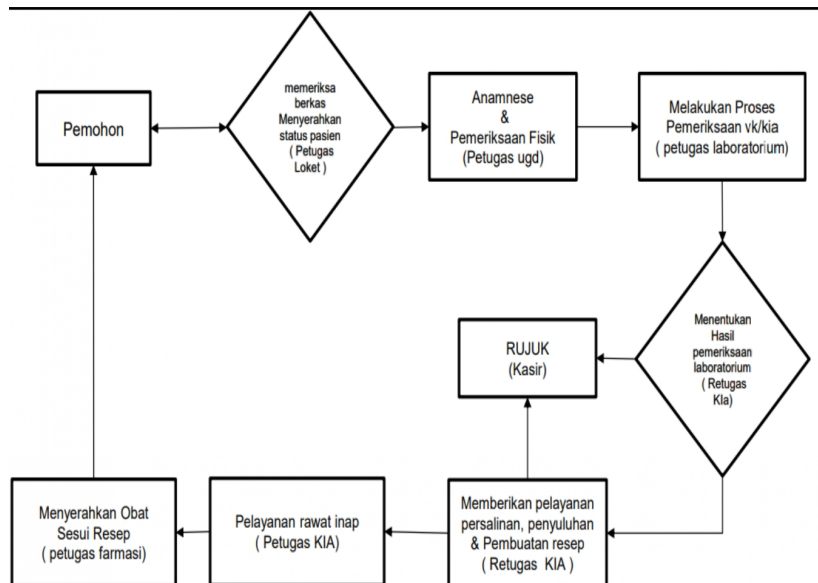 Pemohon
memeriksa
berkas
Menyerahkan
status pasien
( Petugas
Loket )
Anamnese
&
Pemeriksaan Fisik
(Petugas ugd)
Melakukan Proses
Pemeriksaan vk/kia
( petugas laboratorium)
Menentukan
Hasil
pemeriksaan
laboratorium
( Retugas
KIa)
RUJUK
(Kasir)
Memberikan pelayanan
persalinan, penyuluhan
& Pembuatan resep
( Retugas KIA )
Pelayanan rawat inap
( Petugas KIA)
Menyerahkan Obat
Sesui Resep
( petugas farmasi)